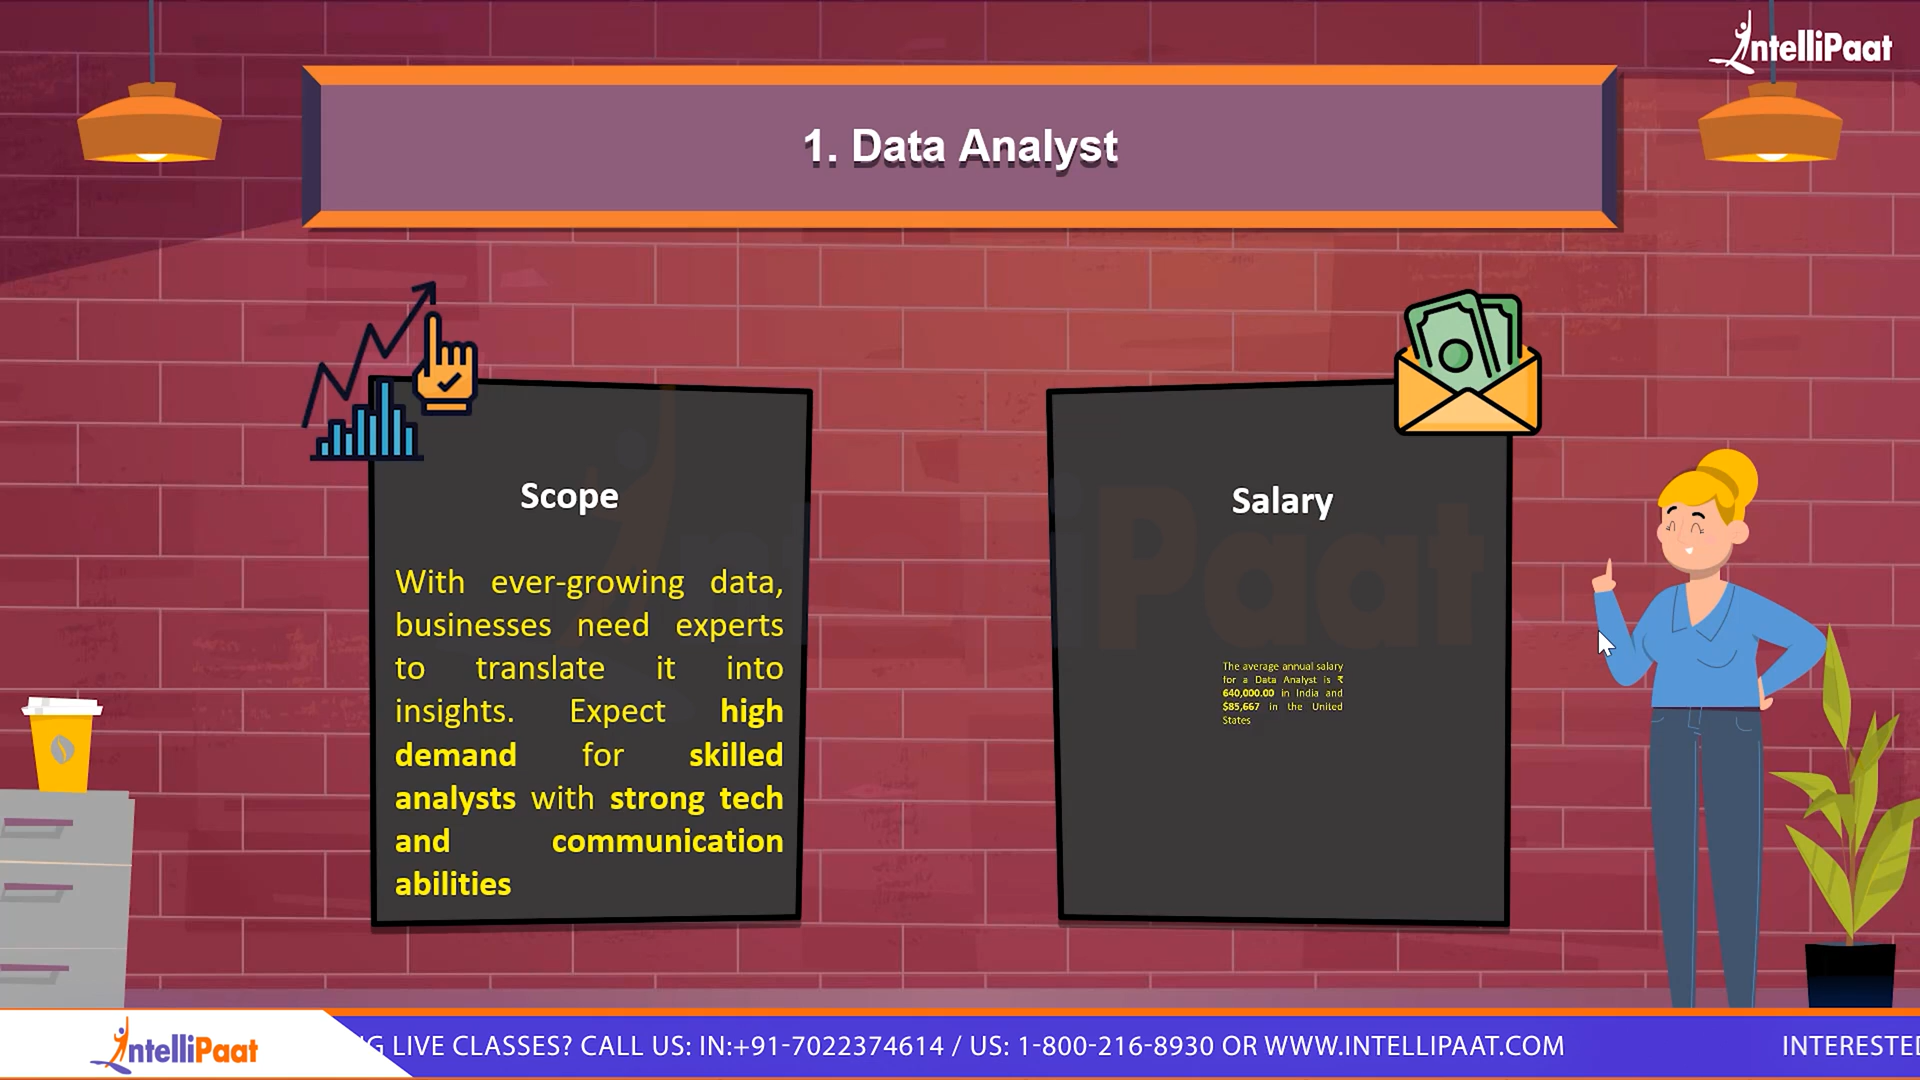 IntelliPaat
1. Data Analyst
Scope
With ever-growing data,
businesses need experts
to translate it into
insights. Expect high
demand for skilled
analysts with strong tech
and communication
abilities
Salary
The average annual salary
for a Data Analyst is ₹
640,000.00 in India and
$85,667 in the United
States
IntelliPaat
G LIVE CLASSES? CALL US: IN:+91-7022374614 / US: 1-800-216-8930 OR WWW.INTELLIPAAT.COM
INTERESTED